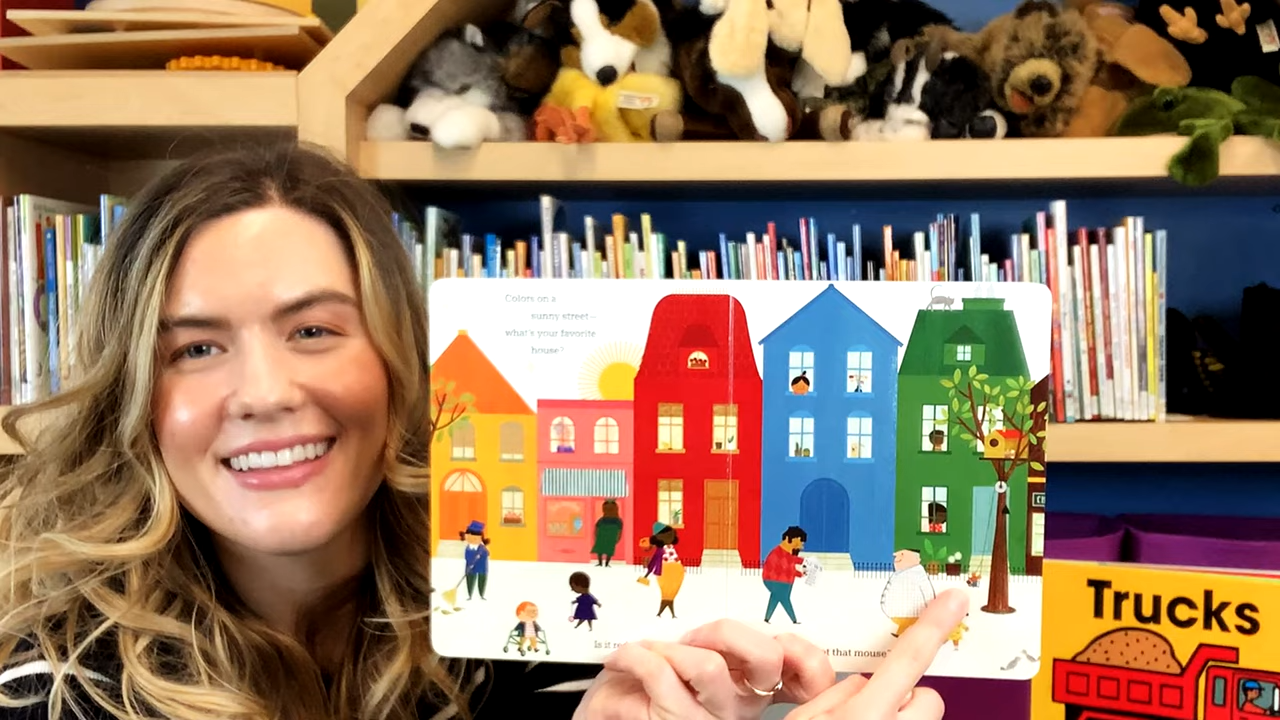 Colors on a
sunny street—
what's your favorite
house?
Is it re
t that mouse?
Trucks